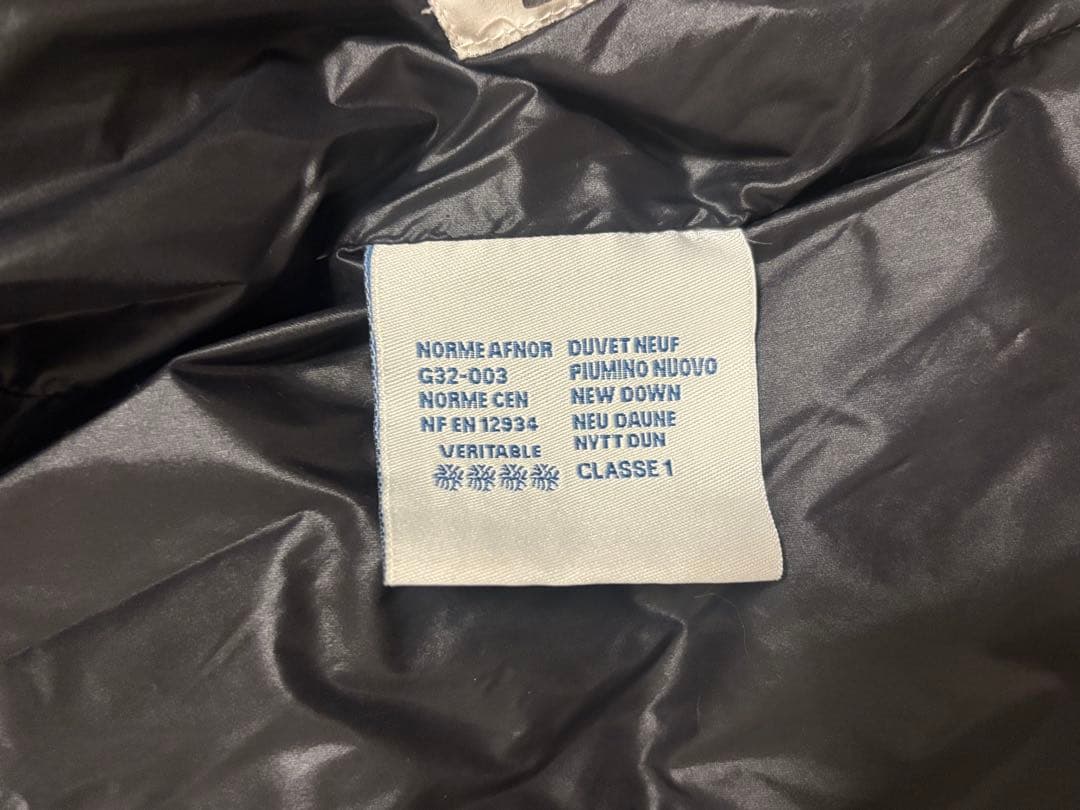 NORME AFNOR
G32-003
NORME CEN
NF EN 12934
VERITABLE
DUVET NEUF
PIUMINO NUOVO
NEW DOWN
NEU DAUNE
NYTT DUN
CLASSE 1